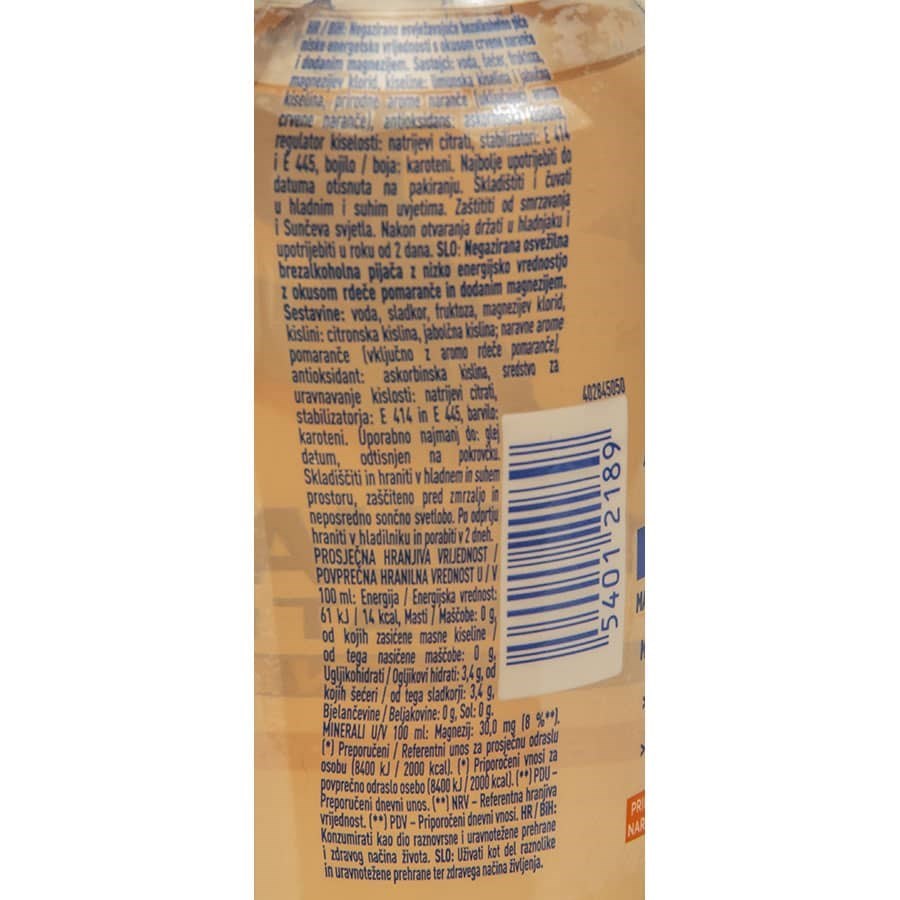 HR / BiH: Negazirano osvježavajuće bezalkoholno piće
niske energetske vrijednosti s okusom crvene naranče
i dodanim magnezijem. Sastojci: voda, šećer, fruktoza,
magnezijev klorid, kiseline: limunska kiselina i jabučna
kiselina, prirodne arome naranče
crvene naranče), antioksidans:
regulator kiselosti: natrijevi citrati, stabilizatori: E 414
i E 445, bojilo / boja: karoteni. Najbolje upotrijebiti do
datuma otisnuta na pakiranju. Skladištiti i čuvati
u hladnim i suhim uvjetima. Zaštititi od smrzavanja
i Sunčeva svjetla. Nakon otvaranja držati u hladnjaku i
upotrijebiti u roku od 2 dana. SLO: Negazirana osvežilna
brezalkoholna pijača z nizko energijsko vrednostjo
z okusom rdeče pomaranče in dodanim magnezijem.
Sestavine: voda, sladkor, fruktoza, magnezijev klorid,
kislini: citronska kislina, jabolčna kislina; naravne arome
pomaranče (vključno z aromo rdeče pomaranče),
antioksidant: askorbinska kislina, sredstvo za
uravnavanje kislosti: natrijevi citrati,
stabilizatorja: E 414 in E 445, barvilo:
karoteni. Uporabno najmanj do: glej
datum, odtisnjen na pokrovčku.
Skladiščiti in hraniti v hladnem in suhem
prostoru, zaščiteno pred zmrzaljo in
neposredno sončno svetlobo. Po odprtju
hraniti v hladilniku in porabiti v 2 dneh.
PROSJEČNA HRANJIVA VRIJEDNOST /
POVPREČNA HRANILNA VREDNOST U / V
100 ml: Energija / Energijska vrednost:
61 kJ / 14 kcal, Masti / Maščobe: 0 g,
od kojih zasićene masne kiseline /
od tega nasičene maščobe: 0 g,
Ugljikohidrati / Ogljikovi hidrati: 3,4 g, od
kojih šećeri / od tega sladkorji: 3,4 g,
Bjelančevine / Beljakovine: 0 g, Sol: 0 g.
MINERALI U/V 100 ml: Magnezij: 30,0 mg (8 %**).
(*) Preporučeni / Referentni unos za prosječnu odraslu
osobu (8400 kJ / 2000 kcal). (*) Priporočeni vnosi za
povprečno odraslo osebo (8400 kJ / 2000 kcal). (**) PDU –
Preporučeni dnevni unos. (**) NRV – Referentna hranjiva
vrijednost. (**) PDV – Priporočeni dnevni vnosi. HR / BiH:
Konzumirati kao dio raznovrsne i uravnotežene prehrane
i zdravog načina života. SLO: Uživati kot del raznolike
in uravnotežene prehrane ter zdravega načina življenja.
402845050
54012189
PRI
NAR